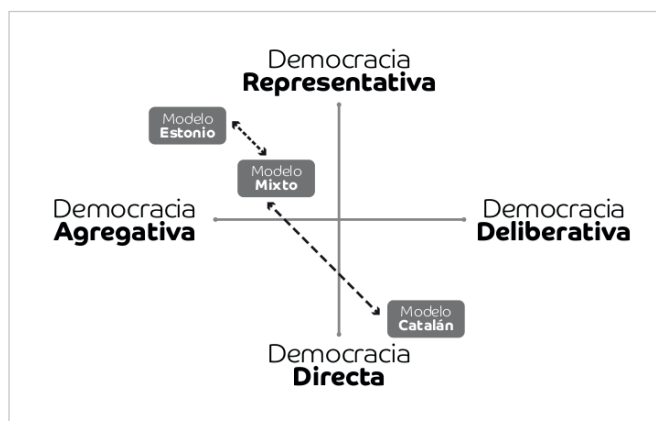 Democracia
Representativa
Modelo
Estonio
Modelo
Mixto
Democracia
Agregativa
Democracia
Deliberativa
Modelo
Catalán
Democracia
Directa